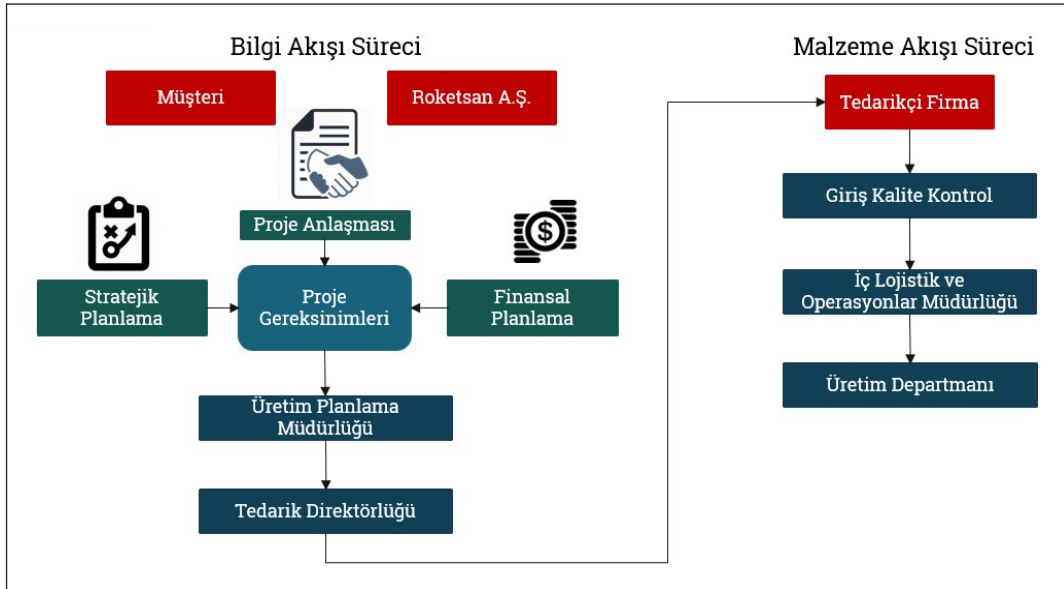 Bilgi Akışı Süreci
Müşteri
Roketsan A.Ş.
Proje Anlaşması
Stratejik
Planlama
Proje
Gereksinimleri
Finansal
Planlama
$
Üretim Planlama
Müdürlüğü
Tedarik Direktörlüğü
Malzeme Akışı Süreci
Tedarikçi Firma
Giriş Kalite Kontrol
İç Lojistik ve
Operasyonlar Müdürlüğü
Üretim Departmanı